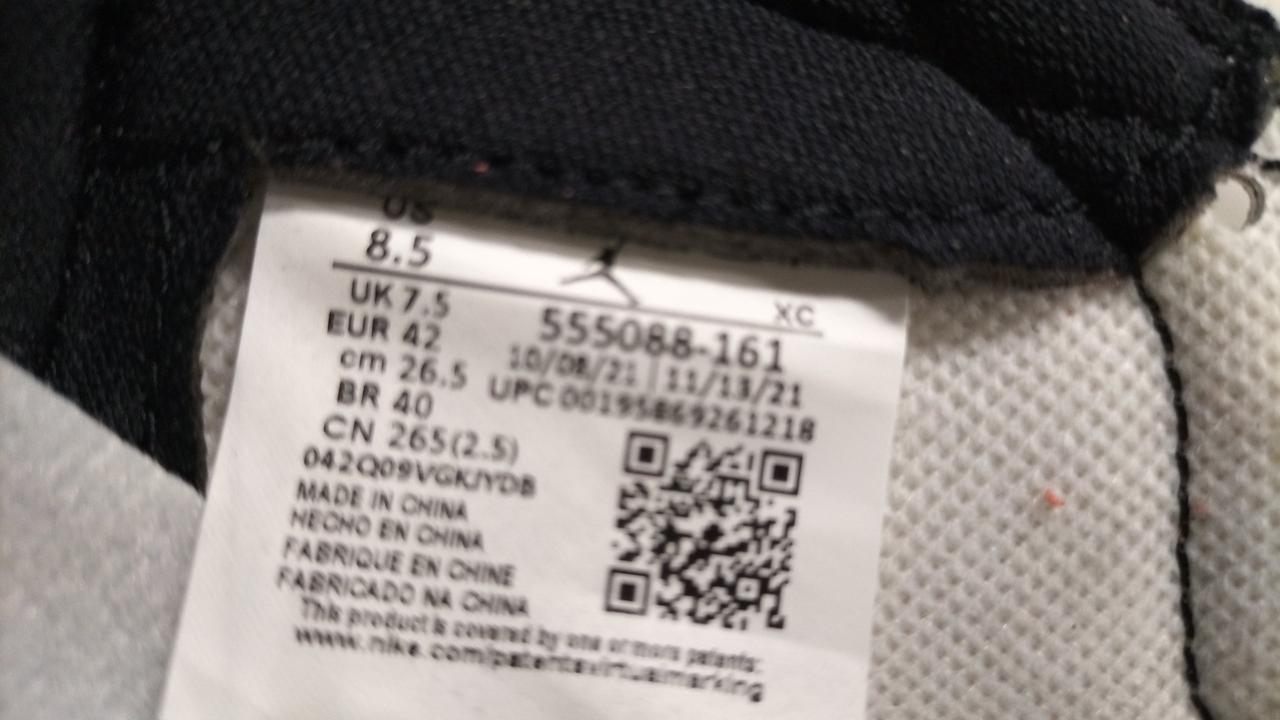 US
8.5
XC
UK 7.5
EUR 42
cm 26.5
BR 40
CN 265(2.5)
555088-161
10/08/21 | 11/13/21
UPC 00195869261218
042Q09VGKJYDB
MADE IN CHINA
HECHO EN CHINA
FABRIQUE EN CHINE
FABRICADO NA CHINA
This product is covered by one or more patents:
www.nike.com/patentsvirtualmarking